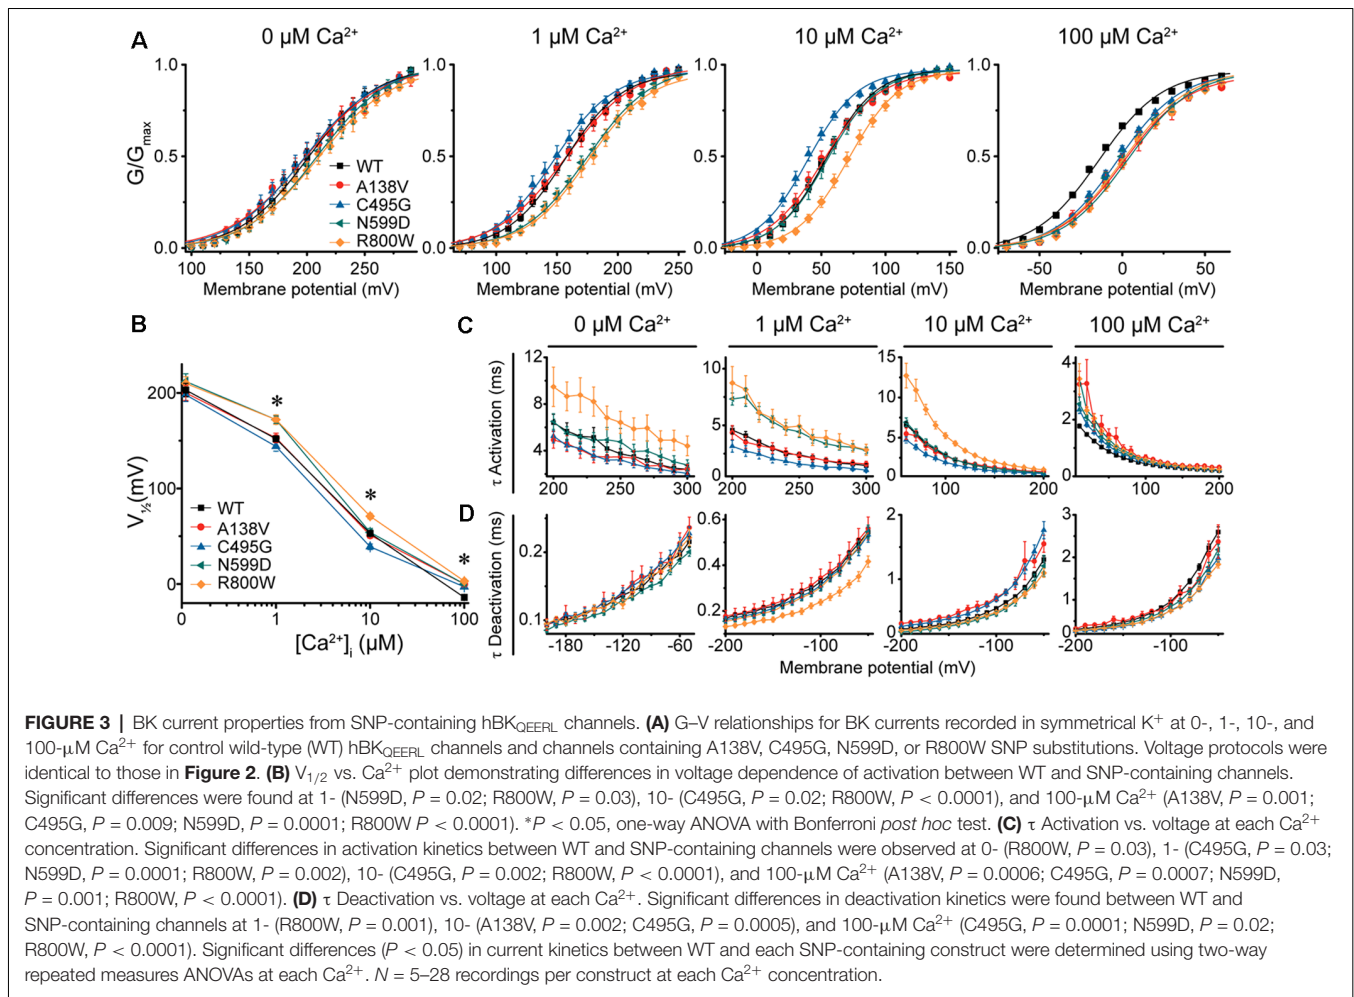 A
0 µM Ca²⁺
1 µM Ca²⁺
10 µM Ca²⁺
100 µM Ca²⁺
G/Gmax
1.0
0.5
0.0
100 150 200 250
Membrane potential (mV)
WT
A138V
C495G
N599D
R800W
1.0
0.5
0.0
100 150 200 250
Membrane potential (mV)
1.0
0.5
0.0
0 50 100 150
Membrane potential (mV)
1.0
0.5
0.0
-50 0 50
Membrane potential (mV)
B
V½(mV)
200
100
0
0 1 10 100
[Ca²⁺]i (µM)
* * *
WT
A138V
C495G
N599D
R800W
C
0 µM Ca²⁺
1 µM Ca²⁺
10 µM Ca²⁺
100 µM Ca²⁺
τ Activation (ms)
12
8
4
200 250 300
10
5
0
200 250 300
15
10
5
0
100 200
4
2
0
100 200
D
τ Deactivation (ms)
0.2
0.1
-180 -120 -60
0.6
0.4
0.2
-200 -100
2
1
0
-200 -100
3
2
1
0
-200 -100
Membrane potential (mV)
FIGURE 3 | BK current properties from SNP-containing hBKQEERL channels. (A) G–V relationships for BK currents recorded in symmetrical K⁺ at 0-, 1-, 10-, and
100-µM Ca²⁺ for control wild-type (WT) hBKQEERL channels and channels containing A138V, C495G, N599D, or R800W SNP substitutions. Voltage protocols were
identical to those in Figure 2. (B) V1/2 vs. Ca²⁺ plot demonstrating differences in voltage dependence of activation between WT and SNP-containing channels.
Significant differences were found at 1- (N599D, P = 0.02; R800W, P = 0.03), 10- (C495G, P = 0.02; R800W, P < 0.0001), and 100-µM Ca²⁺ (A138V, P = 0.001;
C495G, P = 0.009; N599D, P = 0.0001; R800W P < 0.0001). *P < 0.05, one-way ANOVA with Bonferroni post hoc test. (C) τ Activation vs. voltage at each Ca²⁺
concentration. Significant differences in activation kinetics between WT and SNP-containing channels were observed at 0- (R800W, P = 0.03), 1- (C495G, P = 0.03;
N599D, P = 0.0001; R800W, P = 0.002), 10- (C495G, P = 0.002; R800W, P < 0.0001), and 100-µM Ca²⁺ (A138V, P = 0.0006; C495G, P = 0.0007; N599D,
P = 0.001; R800W, P < 0.0001). (D) τ Deactivation vs. voltage at each Ca²⁺. Significant differences in deactivation kinetics were found between WT and
SNP-containing channels at 1- (R800W, P = 0.001), 10- (A138V, P = 0.002; C495G, P = 0.0005), and 100-µM Ca²⁺ (C495G, P = 0.0001; N599D, P = 0.02;
R800W, P < 0.0001). Significant differences (P < 0.05) in current kinetics between WT and each SNP-containing construct were determined using two-way
repeated measures ANOVAs at each Ca²⁺. N = 5–28 recordings per construct at each Ca²⁺ concentration.